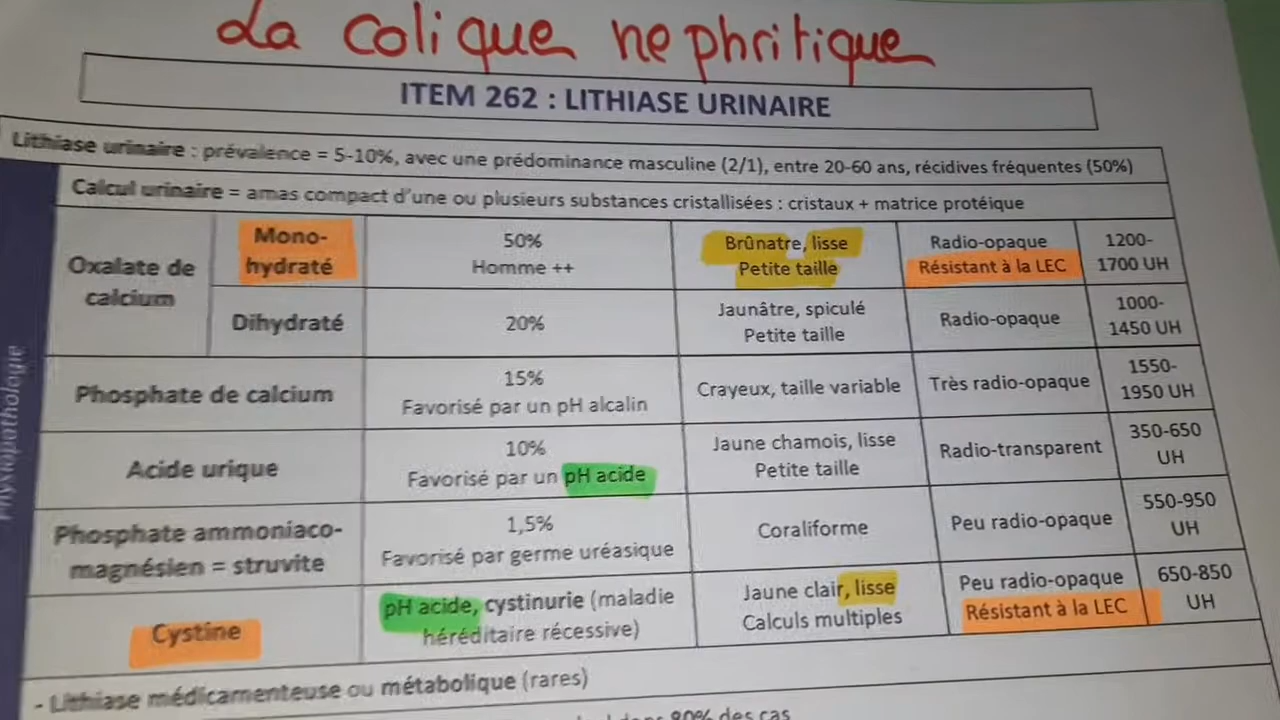 La colique nephritique
ITEM 262 : LITHIASE URINAIRE
Lithiase urinaire : prévalence = 5-10%, avec une prédominance masculine (2/1), entre 20-60 ans, récidives fréquentes (50%)
Calcul urinaire = amas compact d'une ou plusieurs substances cristallisées : cristaux + matrice protéique
Physiopathologie
Oxalate de
calcium
Mono-
hydraté
50%
Homme ++
Brûnatre, lisse
Petite taille
Radio-opaque
Résistant à la LEC
1200-
1700 UH
Dihydraté
20%
Jaunâtre, spiculé
Petite taille
Radio-opaque
1000-
1450 UH
Phosphate de calcium
15%
Favorisé par un pH alcalin
Crayeux, taille variable
Très radio-opaque
1550-
1950 UH
Acide urique
10%
Favorisé par un pH acide
Jaune chamois, lisse
Petite taille
Radio-transparent
350-650
UH
Phosphate ammoniaco-
magnésien = struvite
1,5%
Favorisé par germe uréasique
Coraliforme
Peu radio-opaque
550-950
UH
Cystine
pH acide, cystinurie (maladie
héréditaire récessive)
Jaune clair, lisse
Calculs multiples
Peu radio-opaque
Résistant à la LEC
650-850
UH
- Lithiase médicamenteuse ou métabolique (rares)
dans 80% des cas